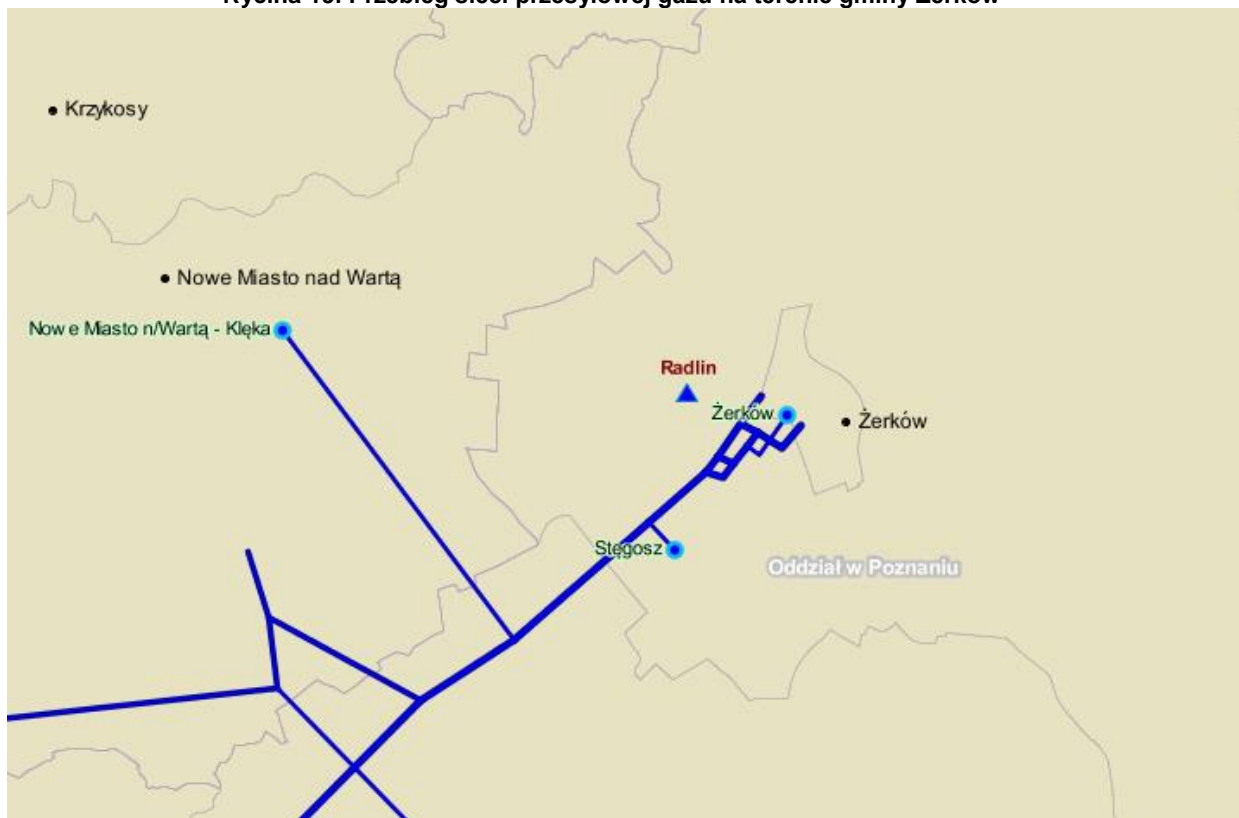 Krzykosy
Nowe Miasto nad Wartą
Nowe Miasto n/Wartą - Klęka
Radlin
Żerków
Żerków
Stęgosz
Oddział w Poznaniu